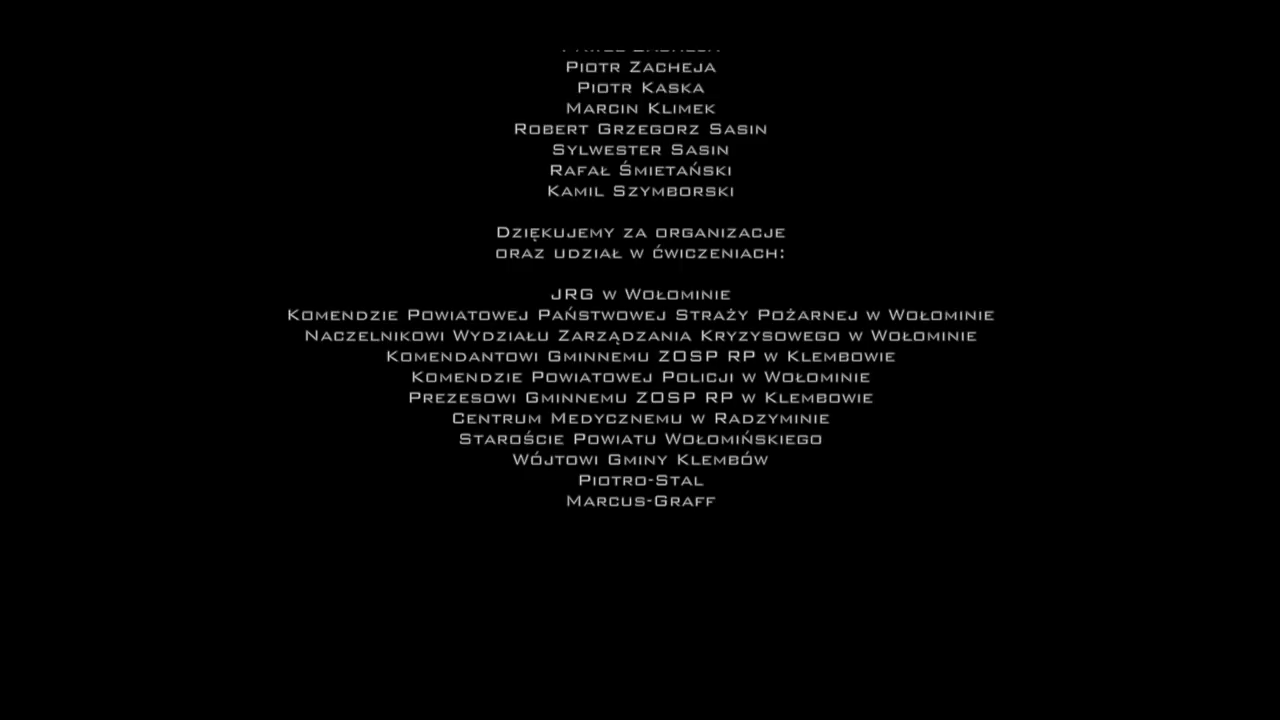 Piotr Zacheja
Piotr Kaska
Marcin Klimek
Robert Grzegorz Sasin
Sylwester Sasin
Rafał Śmietański
Kamil Szymborski
Dziękujemy za organizacje
oraz udział w ćwiczeniach:
JRG w Wołominie
Komendzie Powiatowej Państwowej Straży Pożarnej w Wołominie
Naczelnikowi Wydziału Zarządzania Kryzysowego w Wołominie
Komendantowi Gminnemu ZOSP RP w Klembowie
Komendzie Powiatowej Policji w Wołominie
Prezesowi Gminnemu ZOSP RP w Klembowie
Centrum Medycznemu w Radzyminie
Staroście Powiatu Wołomińskiego
Wójtowi Gminy Klembów
Piotro-Stal
Marcus-Graff